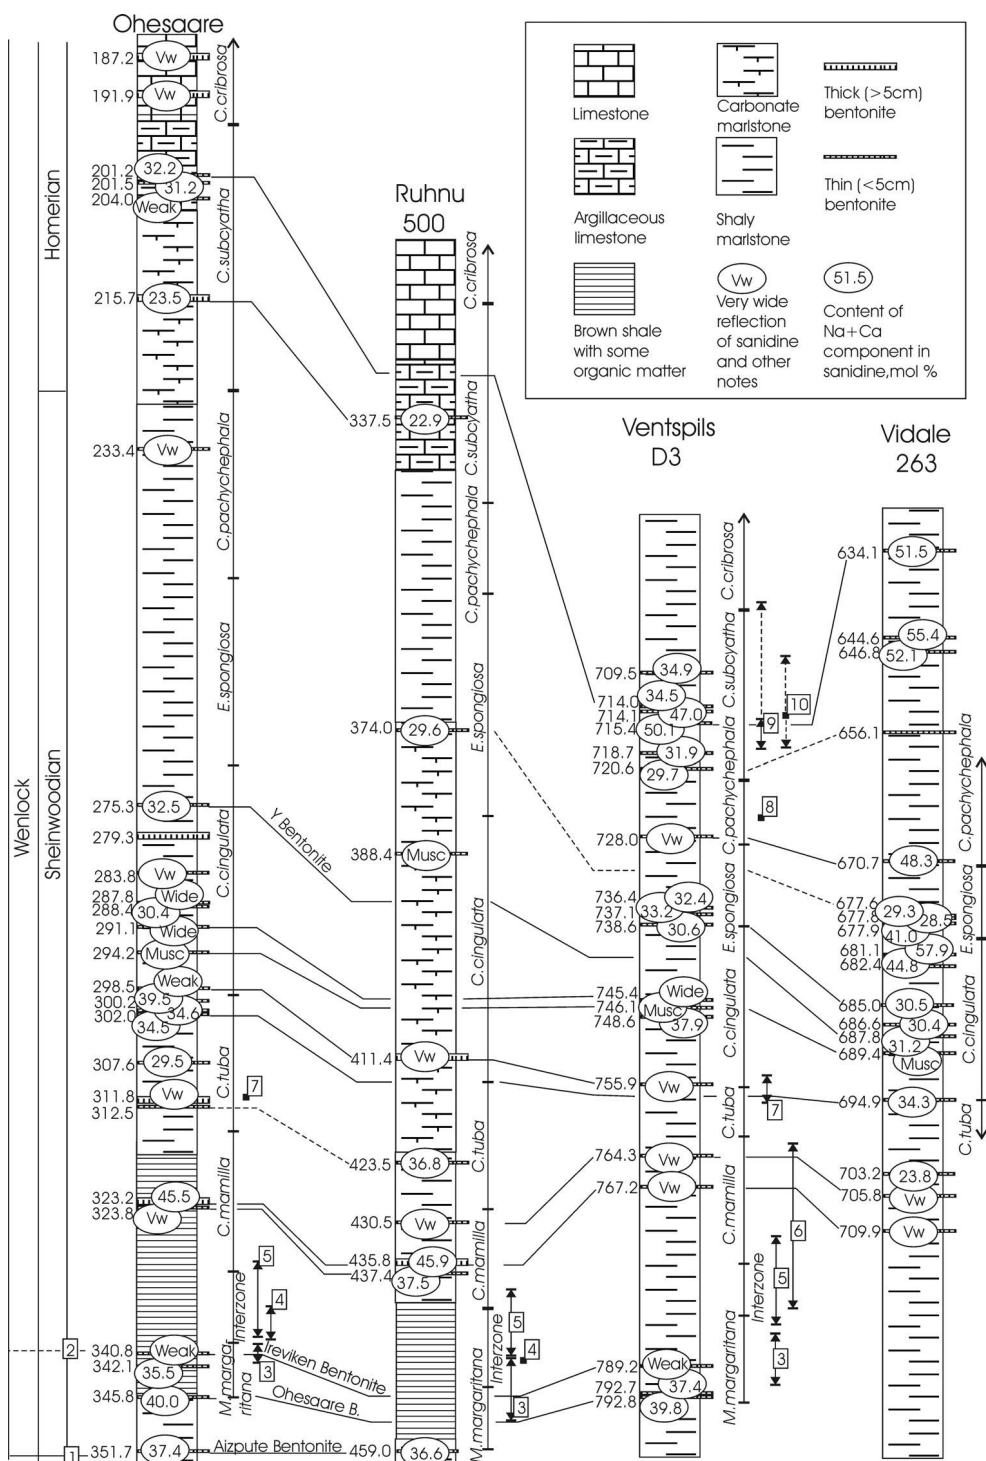 Ohesaare
187.2
Vw
191.9
Vw
C.cribrosa
201.2
32.2
201.5
31.2
204.0
Weak
C.subcyatha
215.7
23.5
233.4
Vw
C.pachycephala
E.spongiosa
275.3
32.5
279.3
283.8
Vw
C.cingulata
287.8
Wide
288.4
30.4
291.1
Wide
294.2
Musc
298.5
Weak
300.2
39.5
302.0
34.6
34.5
307.6
29.5
C.tuba
311.8
Vw
7
312.5
323.2
45.5
323.8
Vw
C.mamilla
5
4
Interzone
2
340.8
Weak
342.1
35.5
3
M.margaritana
345.8
40.0
1
351.7
37.4
Homerian
Sheinwoodian
Wenlock
Y Bentonite
Ireviken Bentonite
Ohesaare B.
Aizpute Bentonite
Ruhnu
500
C.cribrosa
337.5
22.9
C.subcyatha
C.pachycephala
374.0
29.6
E.spongiosa
388.4
Musc
C.cingulata
411.4
Vw
C.tuba
423.5
36.8
430.5
Vw
435.8
45.9
437.4
37.5
C.mamilla
5
4
Interzone
3
M.margaritana
459.0
36.6
Limestone
Carbonate
marlstone
Thick (>5cm)
bentonite
Argillaceous
limestone
Shaly
marlstone
Thin (<5cm)
bentonite
Brown shale
with some
organic matter
Vw
Very wide
reflection
of sanidine
and other
notes
51.5
Content of
Na+Ca
component in
sanidine,mol %
Ventspils
D3
C.cribrosa
709.5
34.9
C.subcyatha
714.0
34.5
714.1
47.0
715.4
50.1
9
10
718.7
31.9
720.6
29.7
C.pachycephala
8
728.0
Vw
736.4
32.4
737.1
33.2
738.6
30.6
E.spongiosa
745.4
Wide
746.1
Musc
748.6
37.9
C.cingulata
755.9
Vw
7
C.tuba
764.3
Vw
767.2
Vw
C.mamilla
6
5
Interzone
3
789.2
Weak
792.7
37.4
792.8
39.8
M.margaritana
Vidale
263
634.1
51.5
644.6
55.4
646.8
52.1
656.1
C.pachycephala
670.7
48.3
677.6
29.3
677.8
28.5
677.9
41.0
E.spongiosa
681.1
57.9
682.4
44.8
685.0
30.5
686.6
30.4
687.8
31.2
689.4
Musc
C.cingulata
694.9
34.3
C.tuba
703.2
23.8
705.8
Vw
709.9
Vw